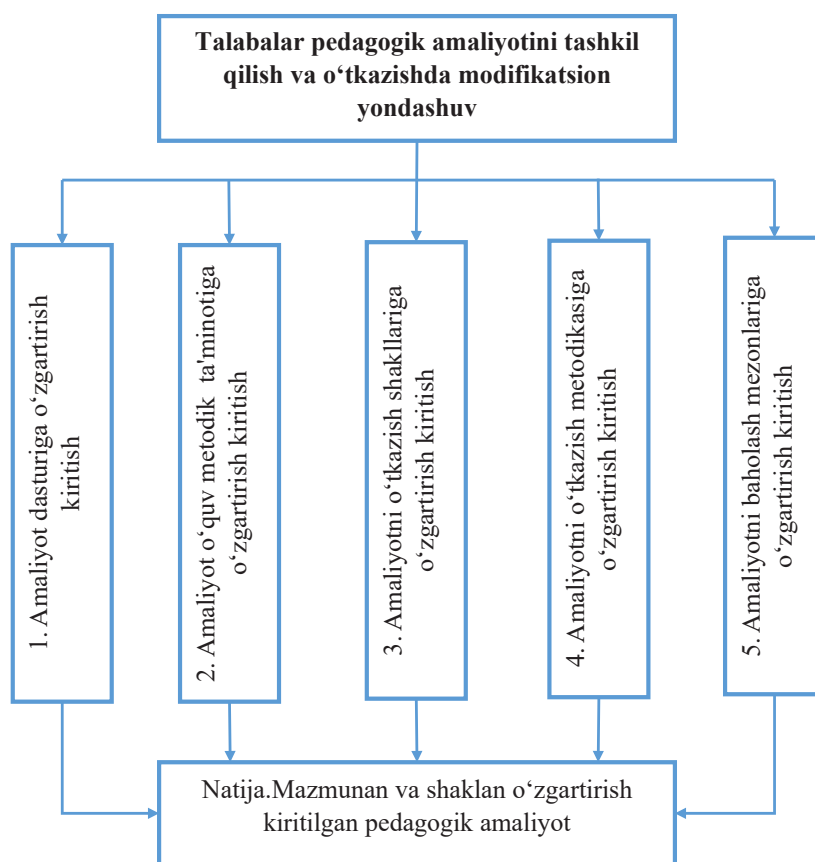 Talabalar pedagogik amaliyotini tashkil
qilish va o‘tkazishda modifikatsion
yondashuv
1. Amaliyot dasturiga o‘zgartirish
kiritish
2. Amaliyot o‘quv metodik  ta'minotiga
o‘zgartirish kiritish
3. Amaliyotni o‘tkazish shakllariga
o‘zgartirish kiritish
4. Amaliyotni o‘tkazish metodikasiga
o‘zgartirish kiritish
5. Amaliyotni baholash mezonlariga
o‘zgartirish kiritish
Natija.Mazmunan va shaklan o‘zgartirish
kiritilgan pedagogik amaliyot